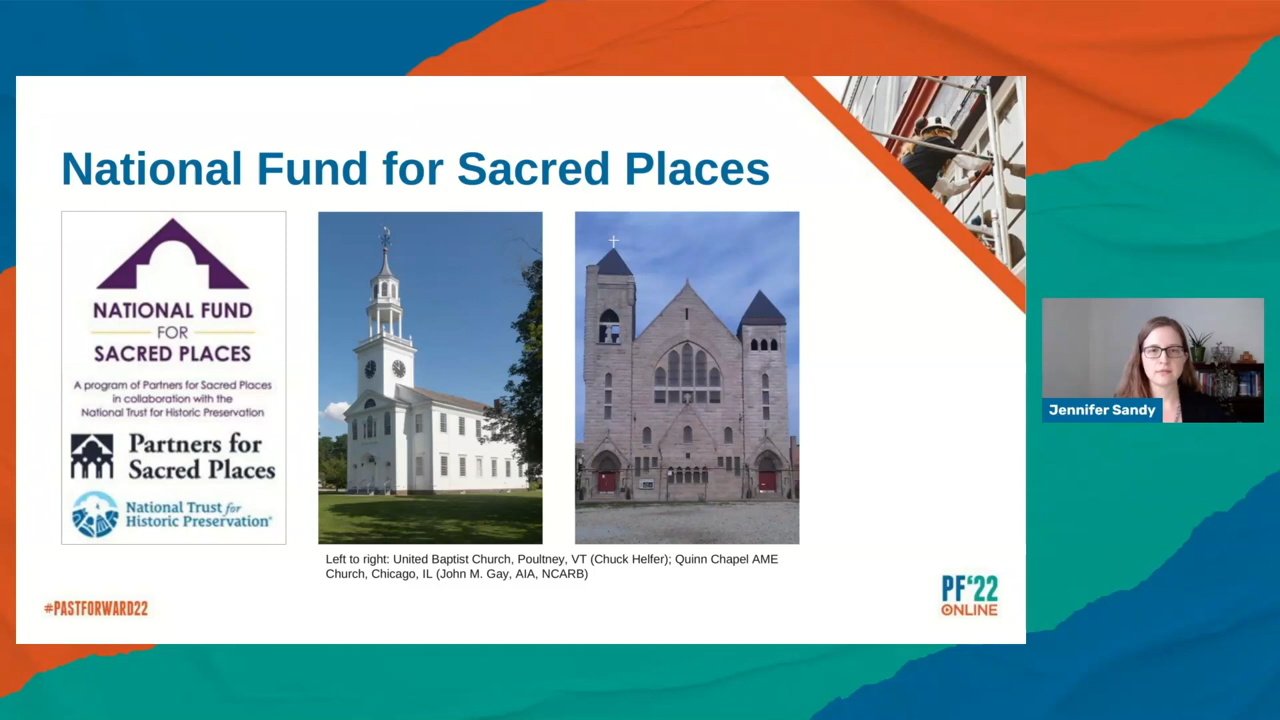 National Fund for Sacred Places
NATIONAL FUND
FOR
SACRED PLACES
A program of Partners for Sacred Places
in collaboration with the
National Trust for Historic Preservation
Partners for
Sacred Places
National Trust for
Historic Preservation®
Left to right: United Baptist Church, Poultney, VT (Chuck Helfer); Quinn Chapel AME
Church, Chicago, IL (John M. Gay, AIA, NCARB)
#PASTFORWARD22
PF‘22
ONLINE
Jennifer Sandy